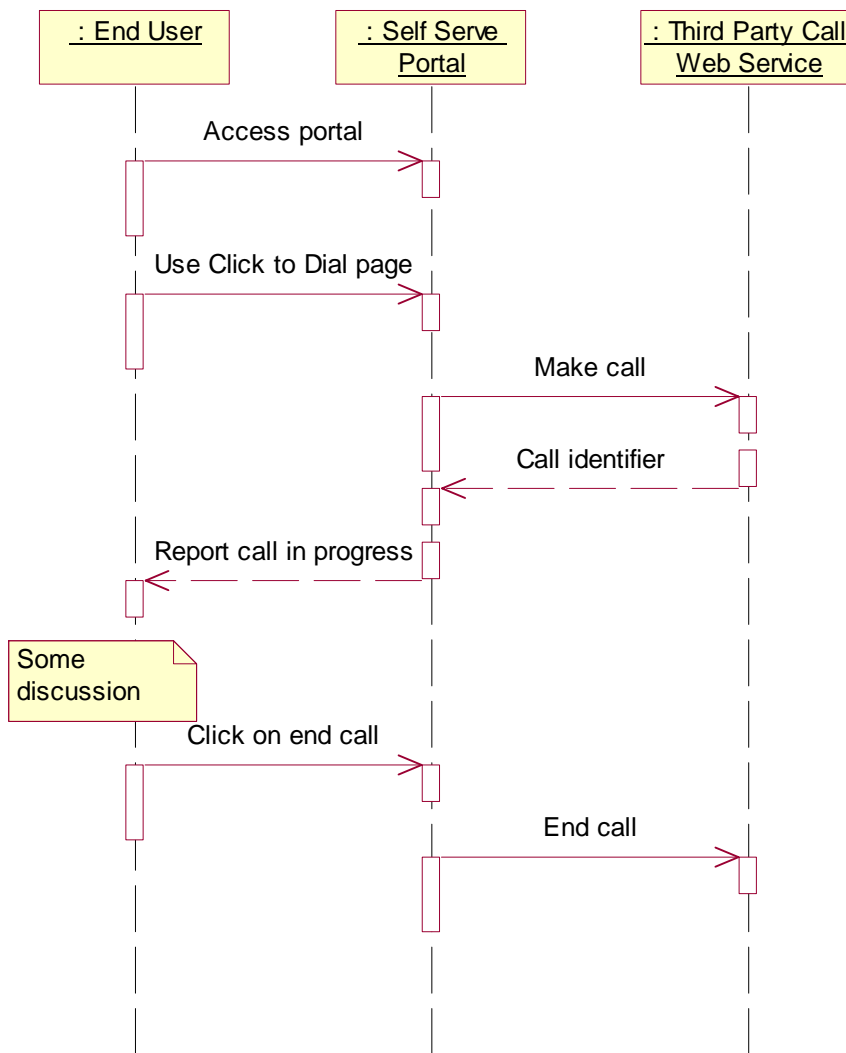 : End User
: Self Serve
Portal
: Third Party Call
Web Service
Access portal
Use Click to Dial page
Make call
Call identifier
Report call in progress
Some
discussion
Click on end call
End call